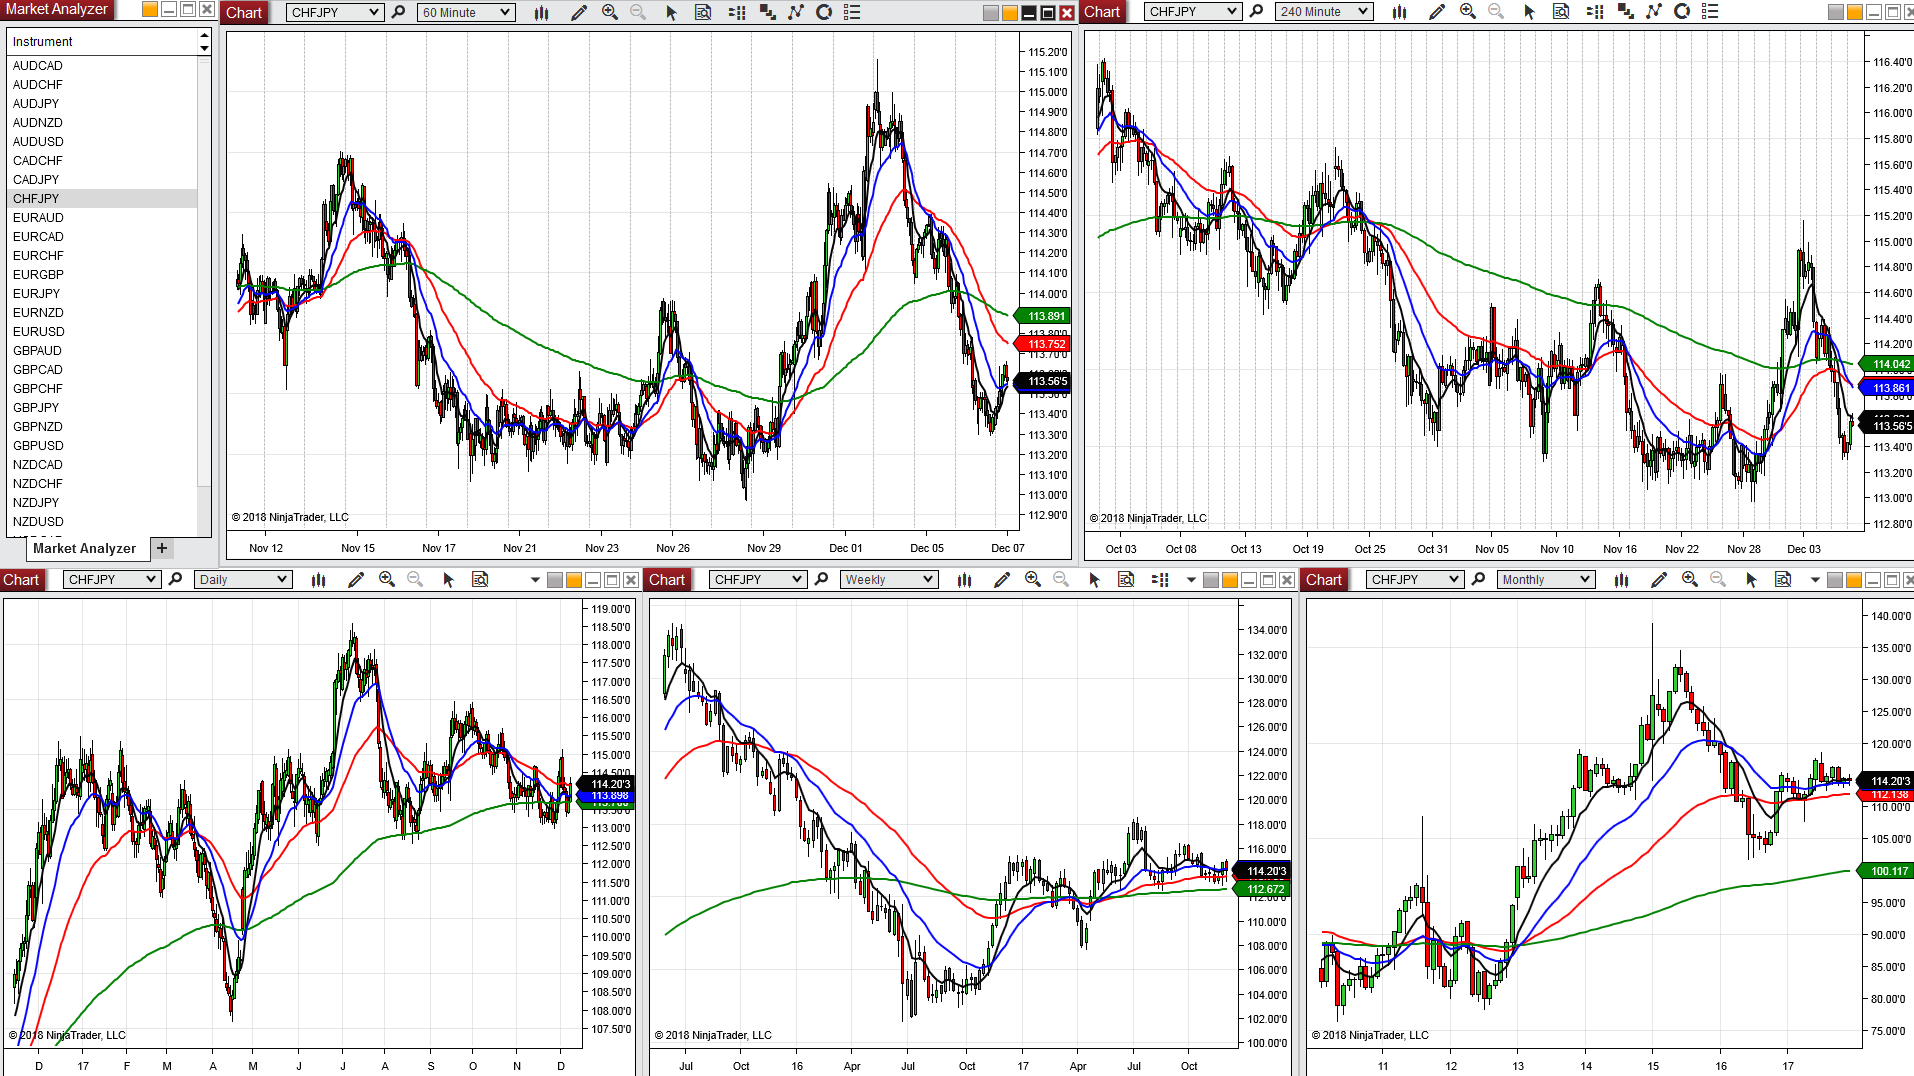 Market Analyzer
Instrument
AUDCAD
AUDCHF
AUDJPY
AUDNZD
AUDUSD
CADCHF
CADJPY
CHFJPY
EURAUD
EURCAD
EURCHF
EURGBP
EURJPY
EURNZD
EURUSD
GBPAUD
GBPCAD
GBPCHF
GBPJPY
GBPNZD
GBPUSD
NZDCAD
NZDCHF
NZDJPY
NZDUSD
Market Analyzer +
Chart CHFJPY 60 Minute
115.20'0
115.10'0
115.00'0
114.80'0
114.70'0
114.60'0
114.50'0
114.40'0
114.30'0
114.20'0
114.10'0
114.00'0
113.891
113.80'0
113.752
113.70'0
113.56'5
113.40'0
113.30'0
113.20'0
113.10'0
113.00'0
112.90'0
© 2018 NinjaTrader, LLC
Nov 12 Nov 15 Nov 17 Nov 21 Nov 23 Nov 26 Nov 29 Dec 01 Dec 05 Dec 07
Chart CHFJPY 240 Minute
116.40'0
116.20'0
116.00'0
115.80'0
115.60'0
115.40'0
115.20'0
115.00'0
114.80'0
114.60'0
114.40'0
114.20'0
114.042
113.861
113.56'5
113.40'0
113.20'0
113.00'0
112.80'0
© 2018 NinjaTrader, LLC
Oct 03 Oct 08 Oct 13 Oct 19 Oct 25 Oct 31 Nov 05 Nov 10 Nov 16 Nov 22 Nov 28 Dec 03
Chart CHFJPY Daily
119.00'0
118.50'0
118.00'0
117.50'0
117.00'0
116.50'0
116.00'0
115.50'0
115.00'0
114.20'3
113.898
113.00'0
112.50'0
112.00'0
111.50'0
111.00'0
110.50'0
110.00'0
109.50'0
109.00'0
108.50'0
108.00'0
107.50'0
© 2018 NinjaTrader, LLC
D 17 F M A M J J A S O N D
Chart CHFJPY Weekly
134.00'0
132.00'0
130.00'0
128.00'0
126.00'0
124.00'0
122.00'0
120.00'0
118.00'0
116.00'0
114.20'3
112.672
110.00'0
108.00'0
106.00'0
104.00'0
102.00'0
100.00'0
© 2018 NinjaTrader, LLC
Jul Oct 16 Apr Jul Oct 17 Apr Jul Oct
Chart CHFJPY Monthly
140.00'0
135.00'0
130.00'0
125.00'0
120.00'0
114.20'3
112.138
110.00'0
105.00'0
100.117
95.00'0
90.00'0
85.00'0
80.00'0
75.00'0
© 2018 NinjaTrader, LLC
11 12 13 14 15 16 17